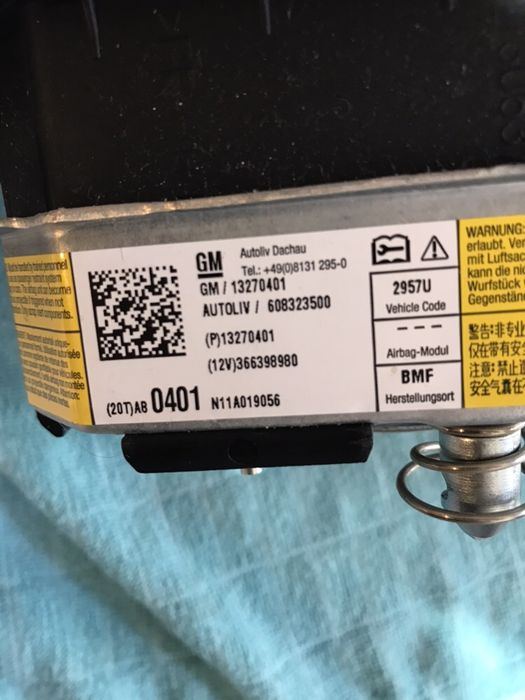 GM
Autoliv Dachau
Tel.: +49(0)8131 295-0
GM / 13270401
AUTOLIV / 608323500
(P)13270401
(12V)366398980
(20T)AB 0401 N11A019056
2957U
Vehicle Code
---
Airbag-Modul
BMF
Herstellungsort
WARNUNG:
erlaubt. Ver
mit Luftsac
kann die nic
Wurfstück
Gegenstän
警告:非专业
仅在带有安
注意:禁止
安全气囊在